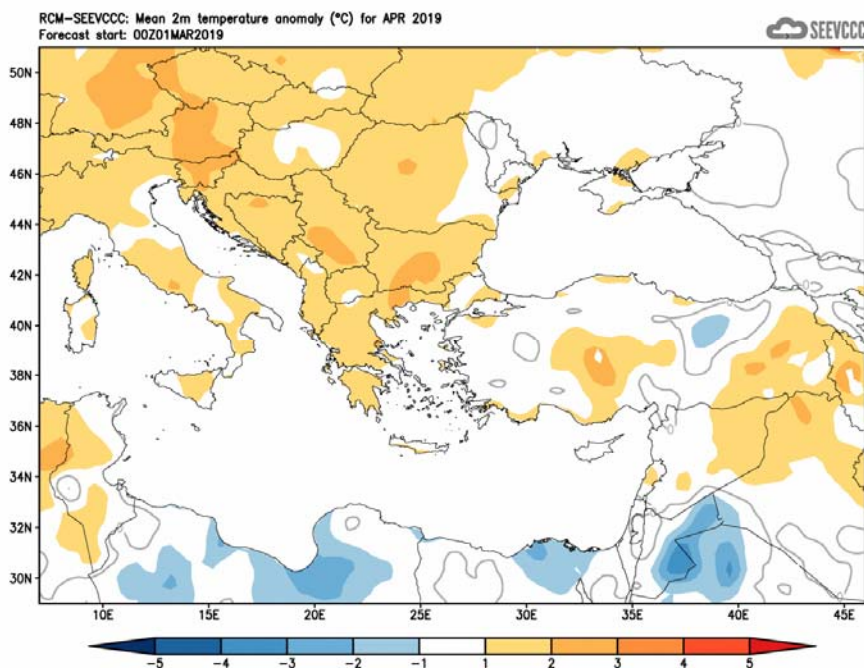 RCM-SEEVCCC: Mean 2m temperature anomaly (°C) for APR 2019
Forecast start: 00Z01MAR2019
SEEVCCC
50N
48N
46N
44N
42N
40N
38N
36N
34N
32N
30N
10E 15E 20E 25E 30E 35E 40E 45E
-5 -4 -3 -2 -1 1 2 3 4 5